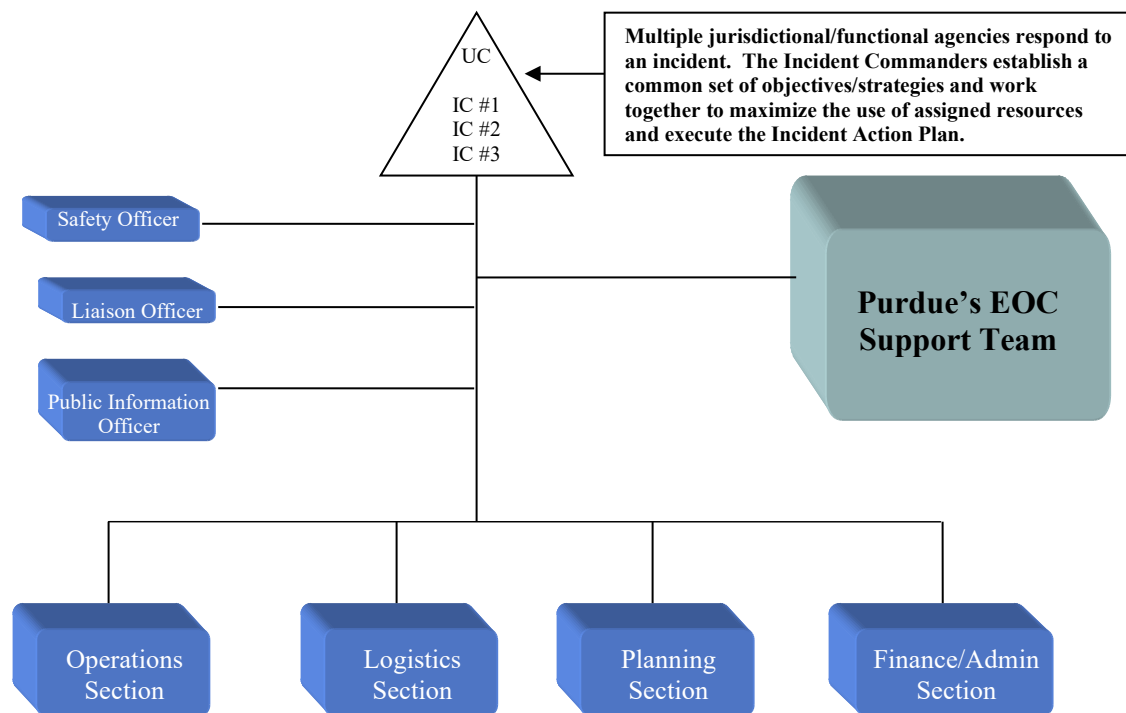 UC
IC #1
IC #2
IC #3
Multiple jurisdictional/functional agencies respond to
an incident.  The Incident Commanders establish a
common set of objectives/strategies and work
together to maximize the use of assigned resources
and execute the Incident Action Plan.
Safety Officer
Liaison Officer
Public Information
Officer
Purdue’s EOC
Support Team
Operations
Section
Logistics
Section
Planning
Section
Finance/Admin
Section